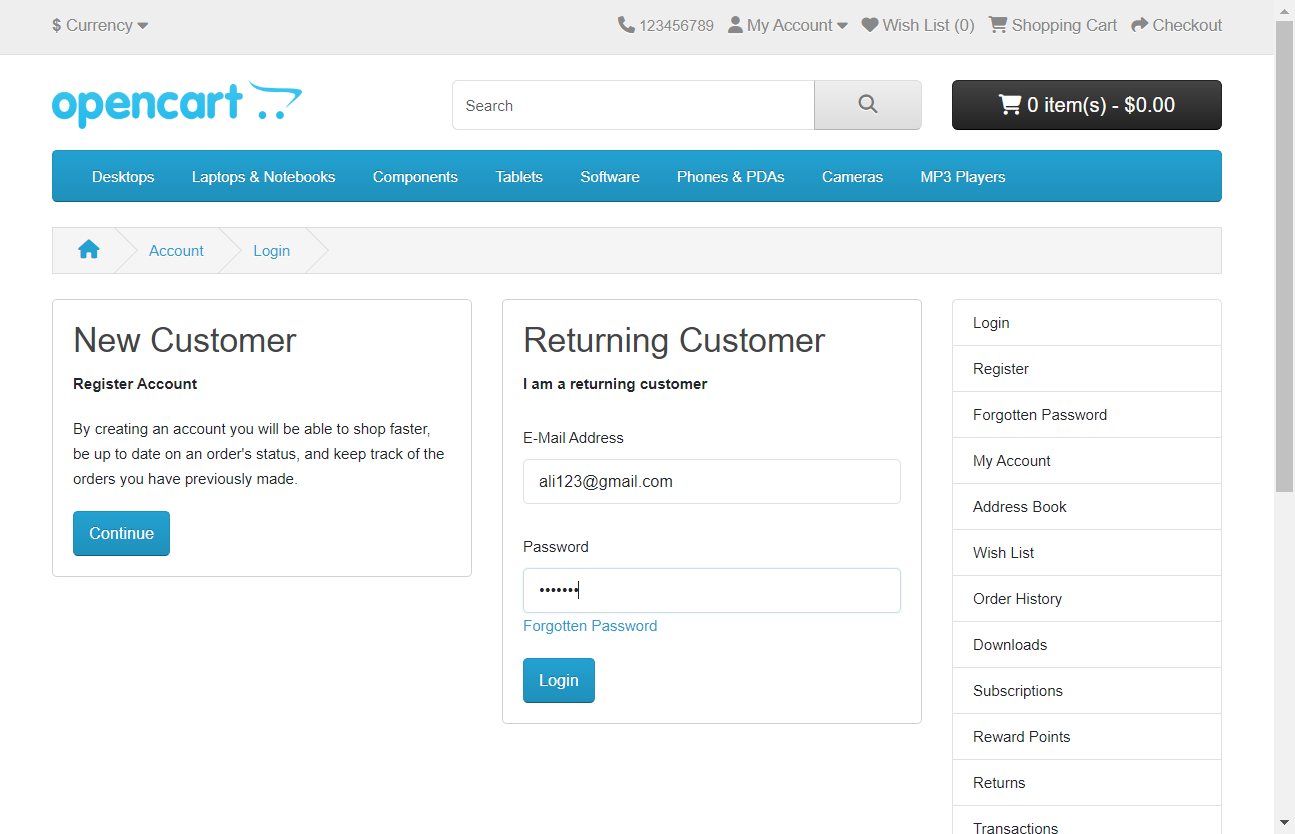 $ Currency
123456789 My Account Wish List (0) Shopping Cart Checkout
opencart
Search
0 item(s) - $0.00
Desktops Laptops & Notebooks Components Tablets Software Phones & PDAs Cameras MP3 Players
Account Login
New Customer
Register Account
By creating an account you will be able to shop faster,
be up to date on an order's status, and keep track of the
orders you have previously made.
Continue
Returning Customer
I am a returning customer
E-Mail Address
ali123@gmail.com
Password
•••••••
Forgotten Password
Login
Login
Register
Forgotten Password
My Account
Address Book
Wish List
Order History
Downloads
Subscriptions
Reward Points
Returns
Transactions